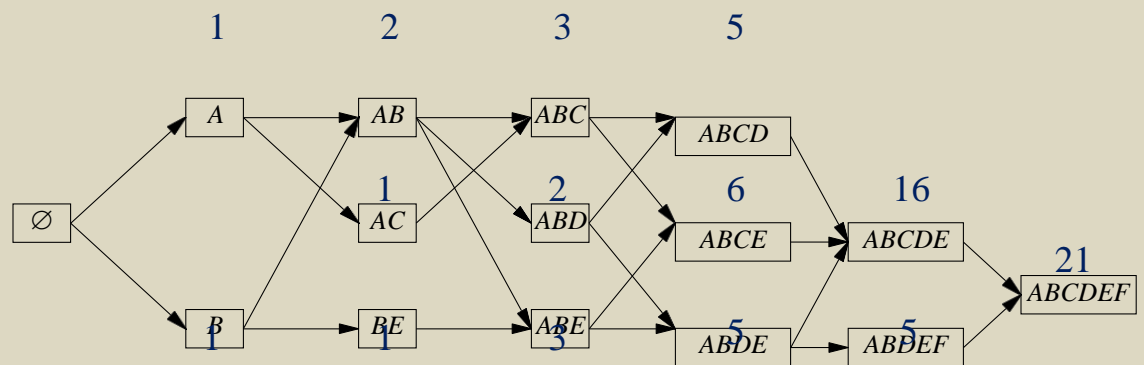 1 2 3 5
A AB ABC ABCD
1 2 6 16
∅ AC ABD ABCE ABCDE
21
ABCDEF
B BE ABE ABDE ABDEF
1 1 3 5 5